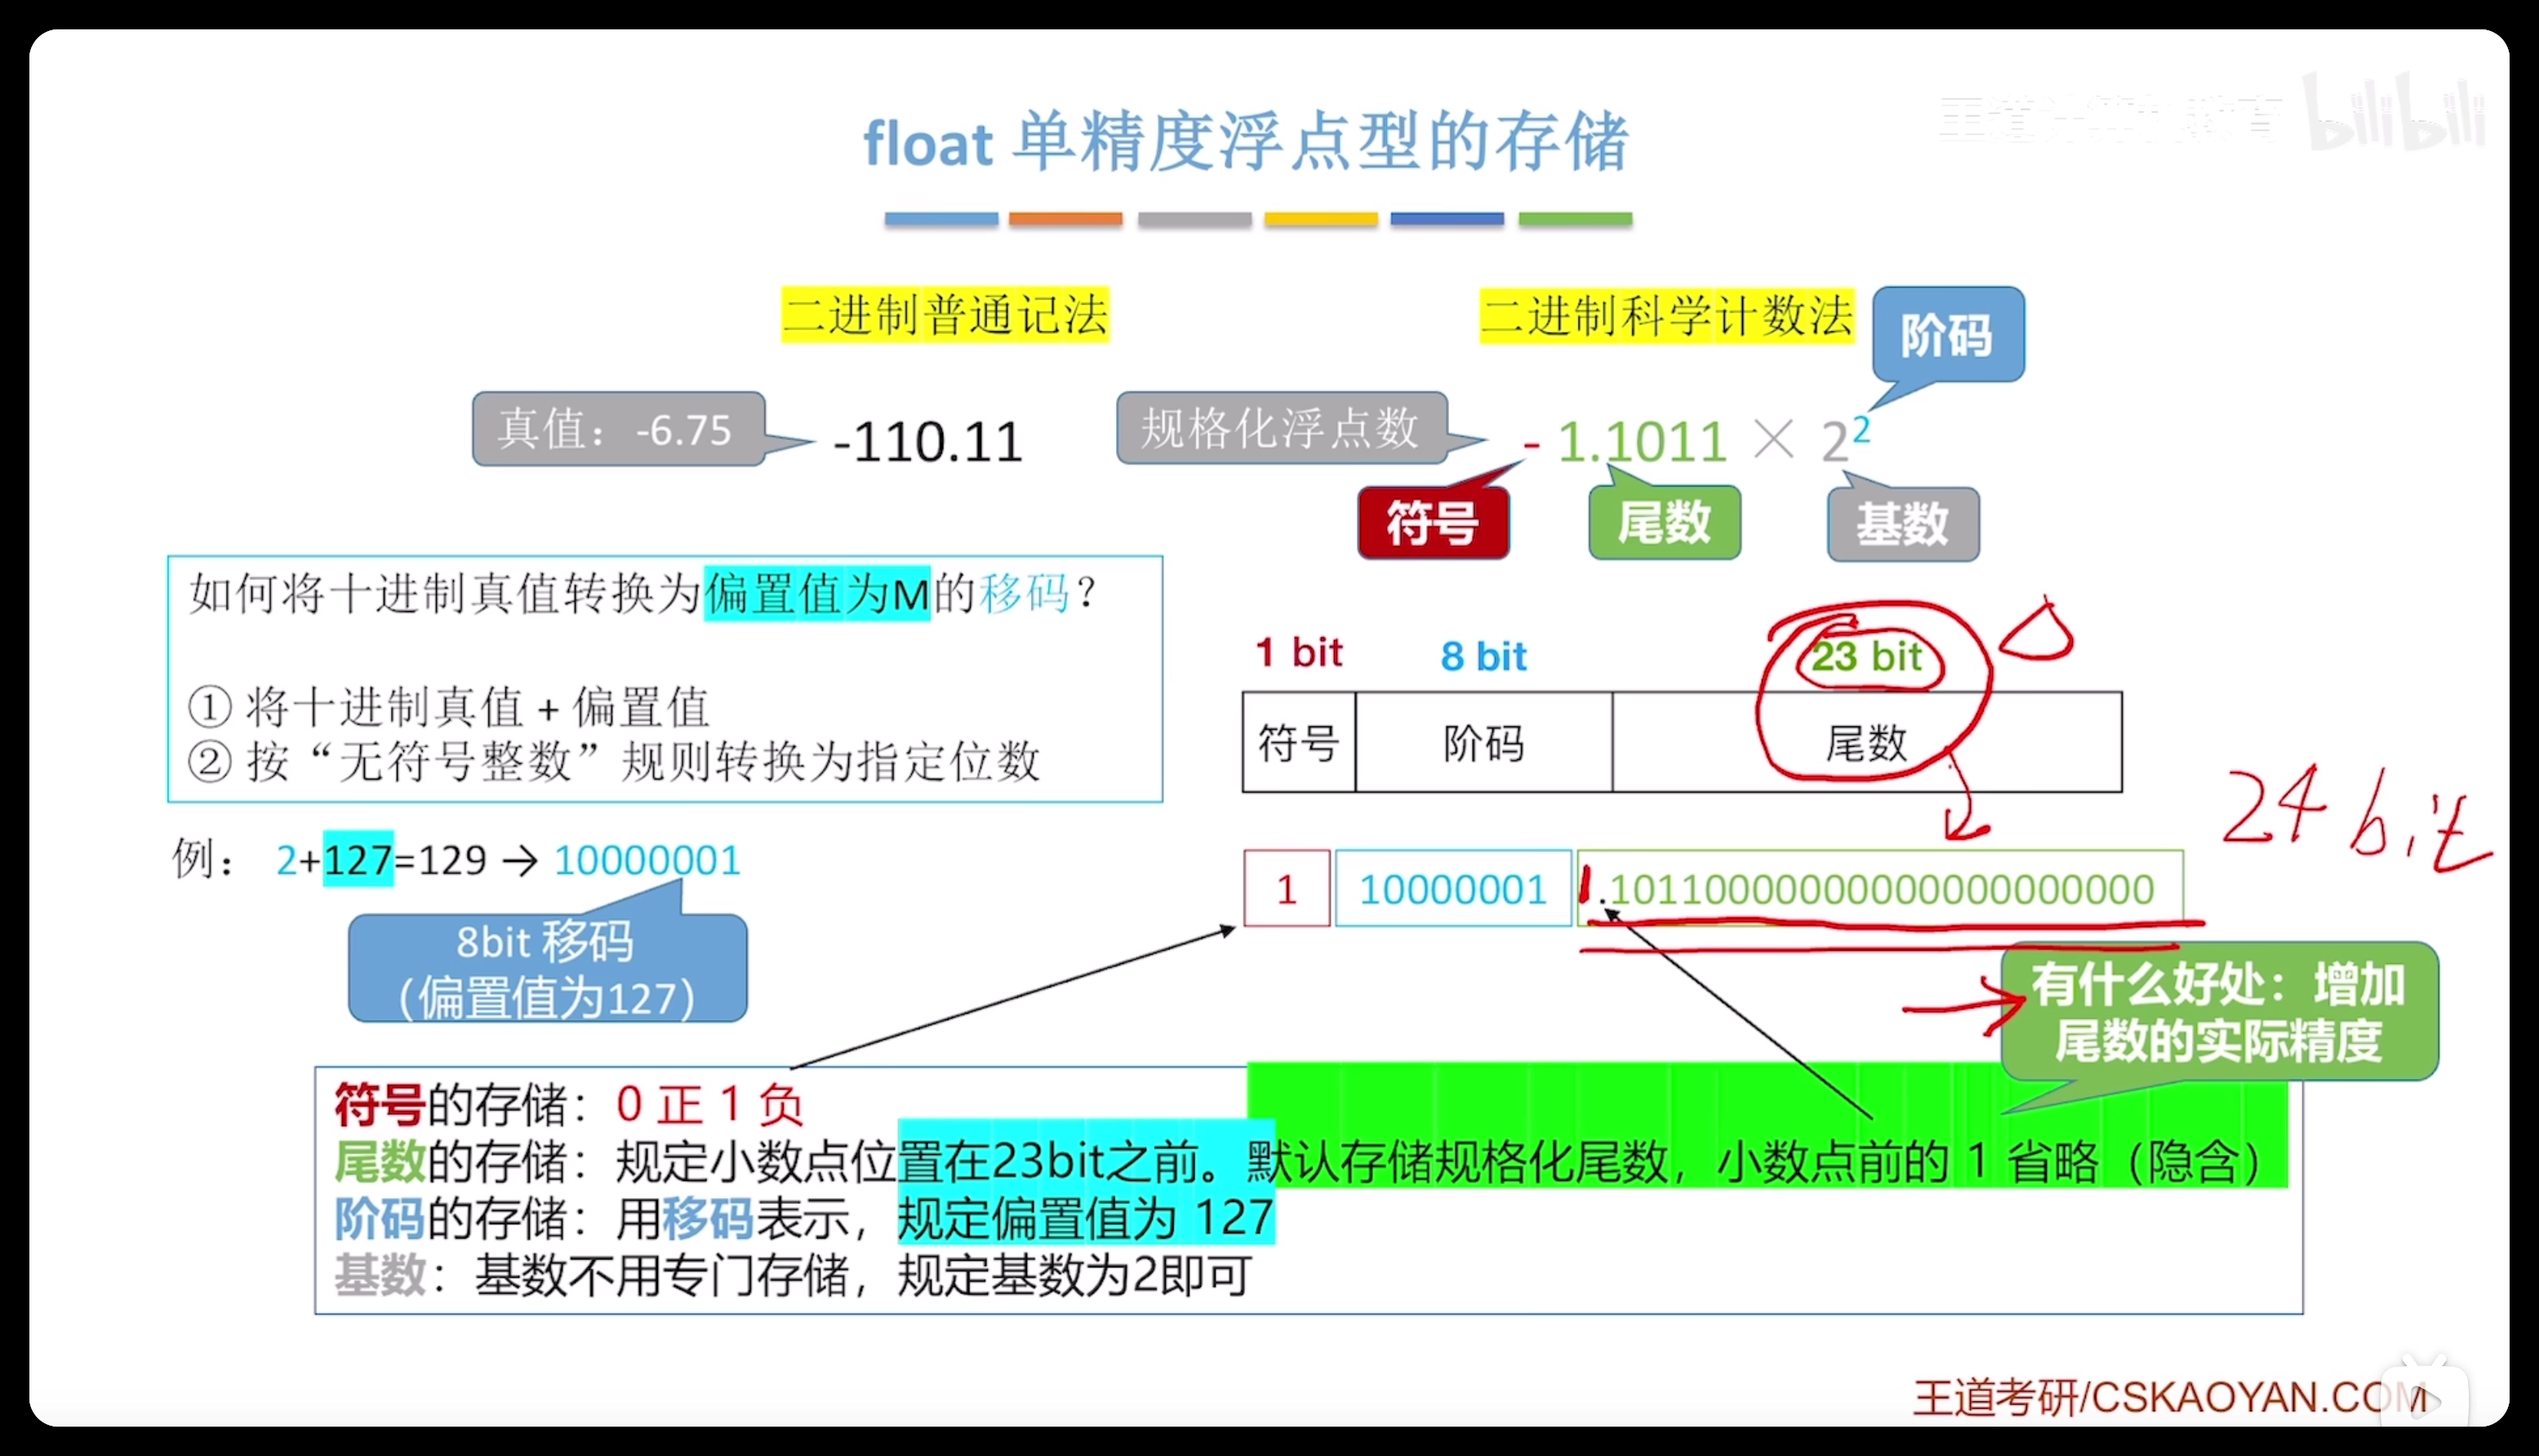 float 单精度浮点型的存储
bilibili
二进制普通记法
二进制科学计数法
阶码
真值：-6.75
-110.11
规格化浮点数
- 1.1011 × 2²
符号
尾数
基数
如何将十进制真值转换为偏置值为M的移码？
① 将十进制真值 + 偏置值
② 按“无符号整数”规则转换为指定位数
1 bit
8 bit
23 bit
符号
阶码
尾数
24 bit
例： 2+127=129 → 10000001
8bit 移码
（偏置值为127）
1
10000001
1.10110000000000000000000
有什么好处：增加
尾数的实际精度
符号的存储：0 正 1 负
尾数的存储：规定小数点位置在23bit之前。默认存储规格化尾数，小数点前的 1 省略（隐含）
阶码的存储：用移码表示，规定偏置值为 127
基数：基数不用专门存储，规定基数为2即可
王道考研/CSKAOYAN.COM